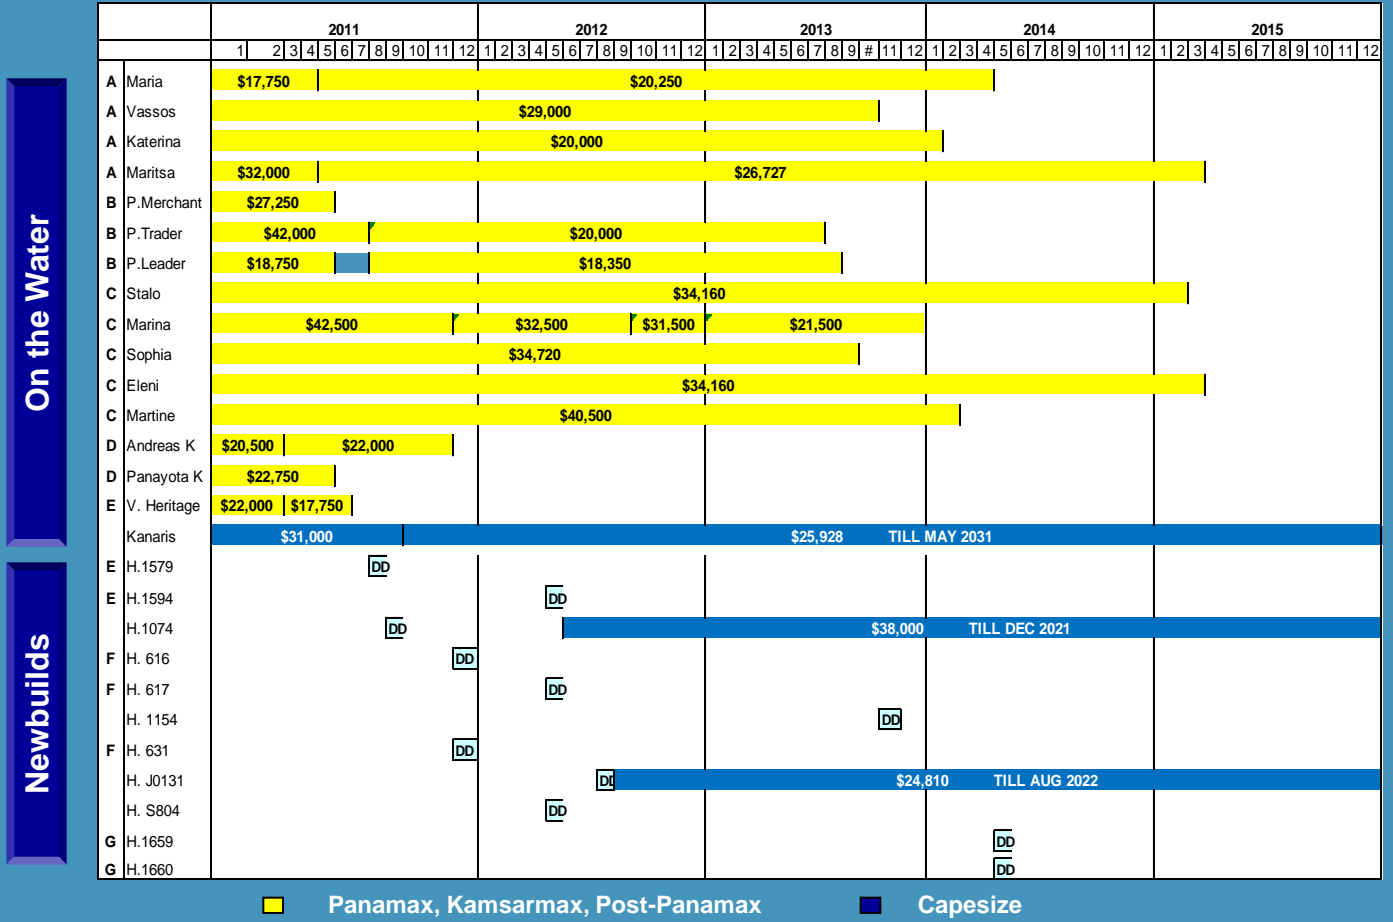 2011 2012 2013 2014 2015
1 2 3 4 5 6 7 8 9 10 11 12 1 2 3 4 5 6 7 8 9 10 11 12 1 2 3 4 5 6 7 8 9 # 11 12 1 2 3 4 5 6 7 8 9 10 11 12 1 2 3 4 5 6 7 8 9 10 11 12
On the Water
A Maria $17,750 $20,250
A Vassos $29,000
A Katerina $20,000
A Maritsa $32,000 $26,727
B P.Merchant $27,250
B P.Trader $42,000 $20,000
B P.Leader $18,750 $18,350
C Stalo $34,160
C Marina $42,500 $32,500 $31,500 $21,500
C Sophia $34,720
C Eleni $34,160
C Martine $40,500
D Andreas K $20,500 $22,000
D Panayota K $22,750
E V. Heritage $22,000 $17,750
Kanaris $31,000 $25,928 TILL MAY 2031
Newbuilds
E H.1579 DD
E H.1594 DD
H.1074 DD $38,000 TILL DEC 2021
F H. 616 DD
F H. 617 DD
H. 1154 DD
F H. 631 DD
H. J0131 DD $24,810 TILL AUG 2022
H. S804 DD
G H.1659 DD
G H.1660 DD
Panamax, Kamsarmax, Post-Panamax Capesize